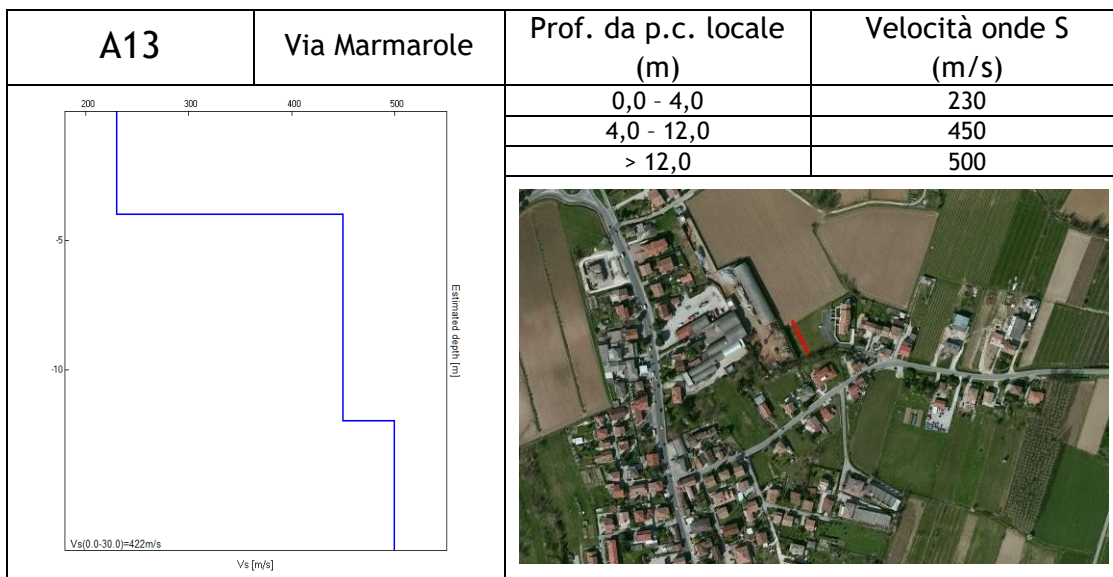 A13
Via Marmarole
Prof. da p.c. locale
(m)
Velocità onde S
(m/s)
0,0 - 4,0
230
4,0 - 12,0
450
> 12,0
500
200
300
400
500
-5
-10
Estimated depth [m]
Vs(0.0-30.0)=422m/s
Vs [m/s]